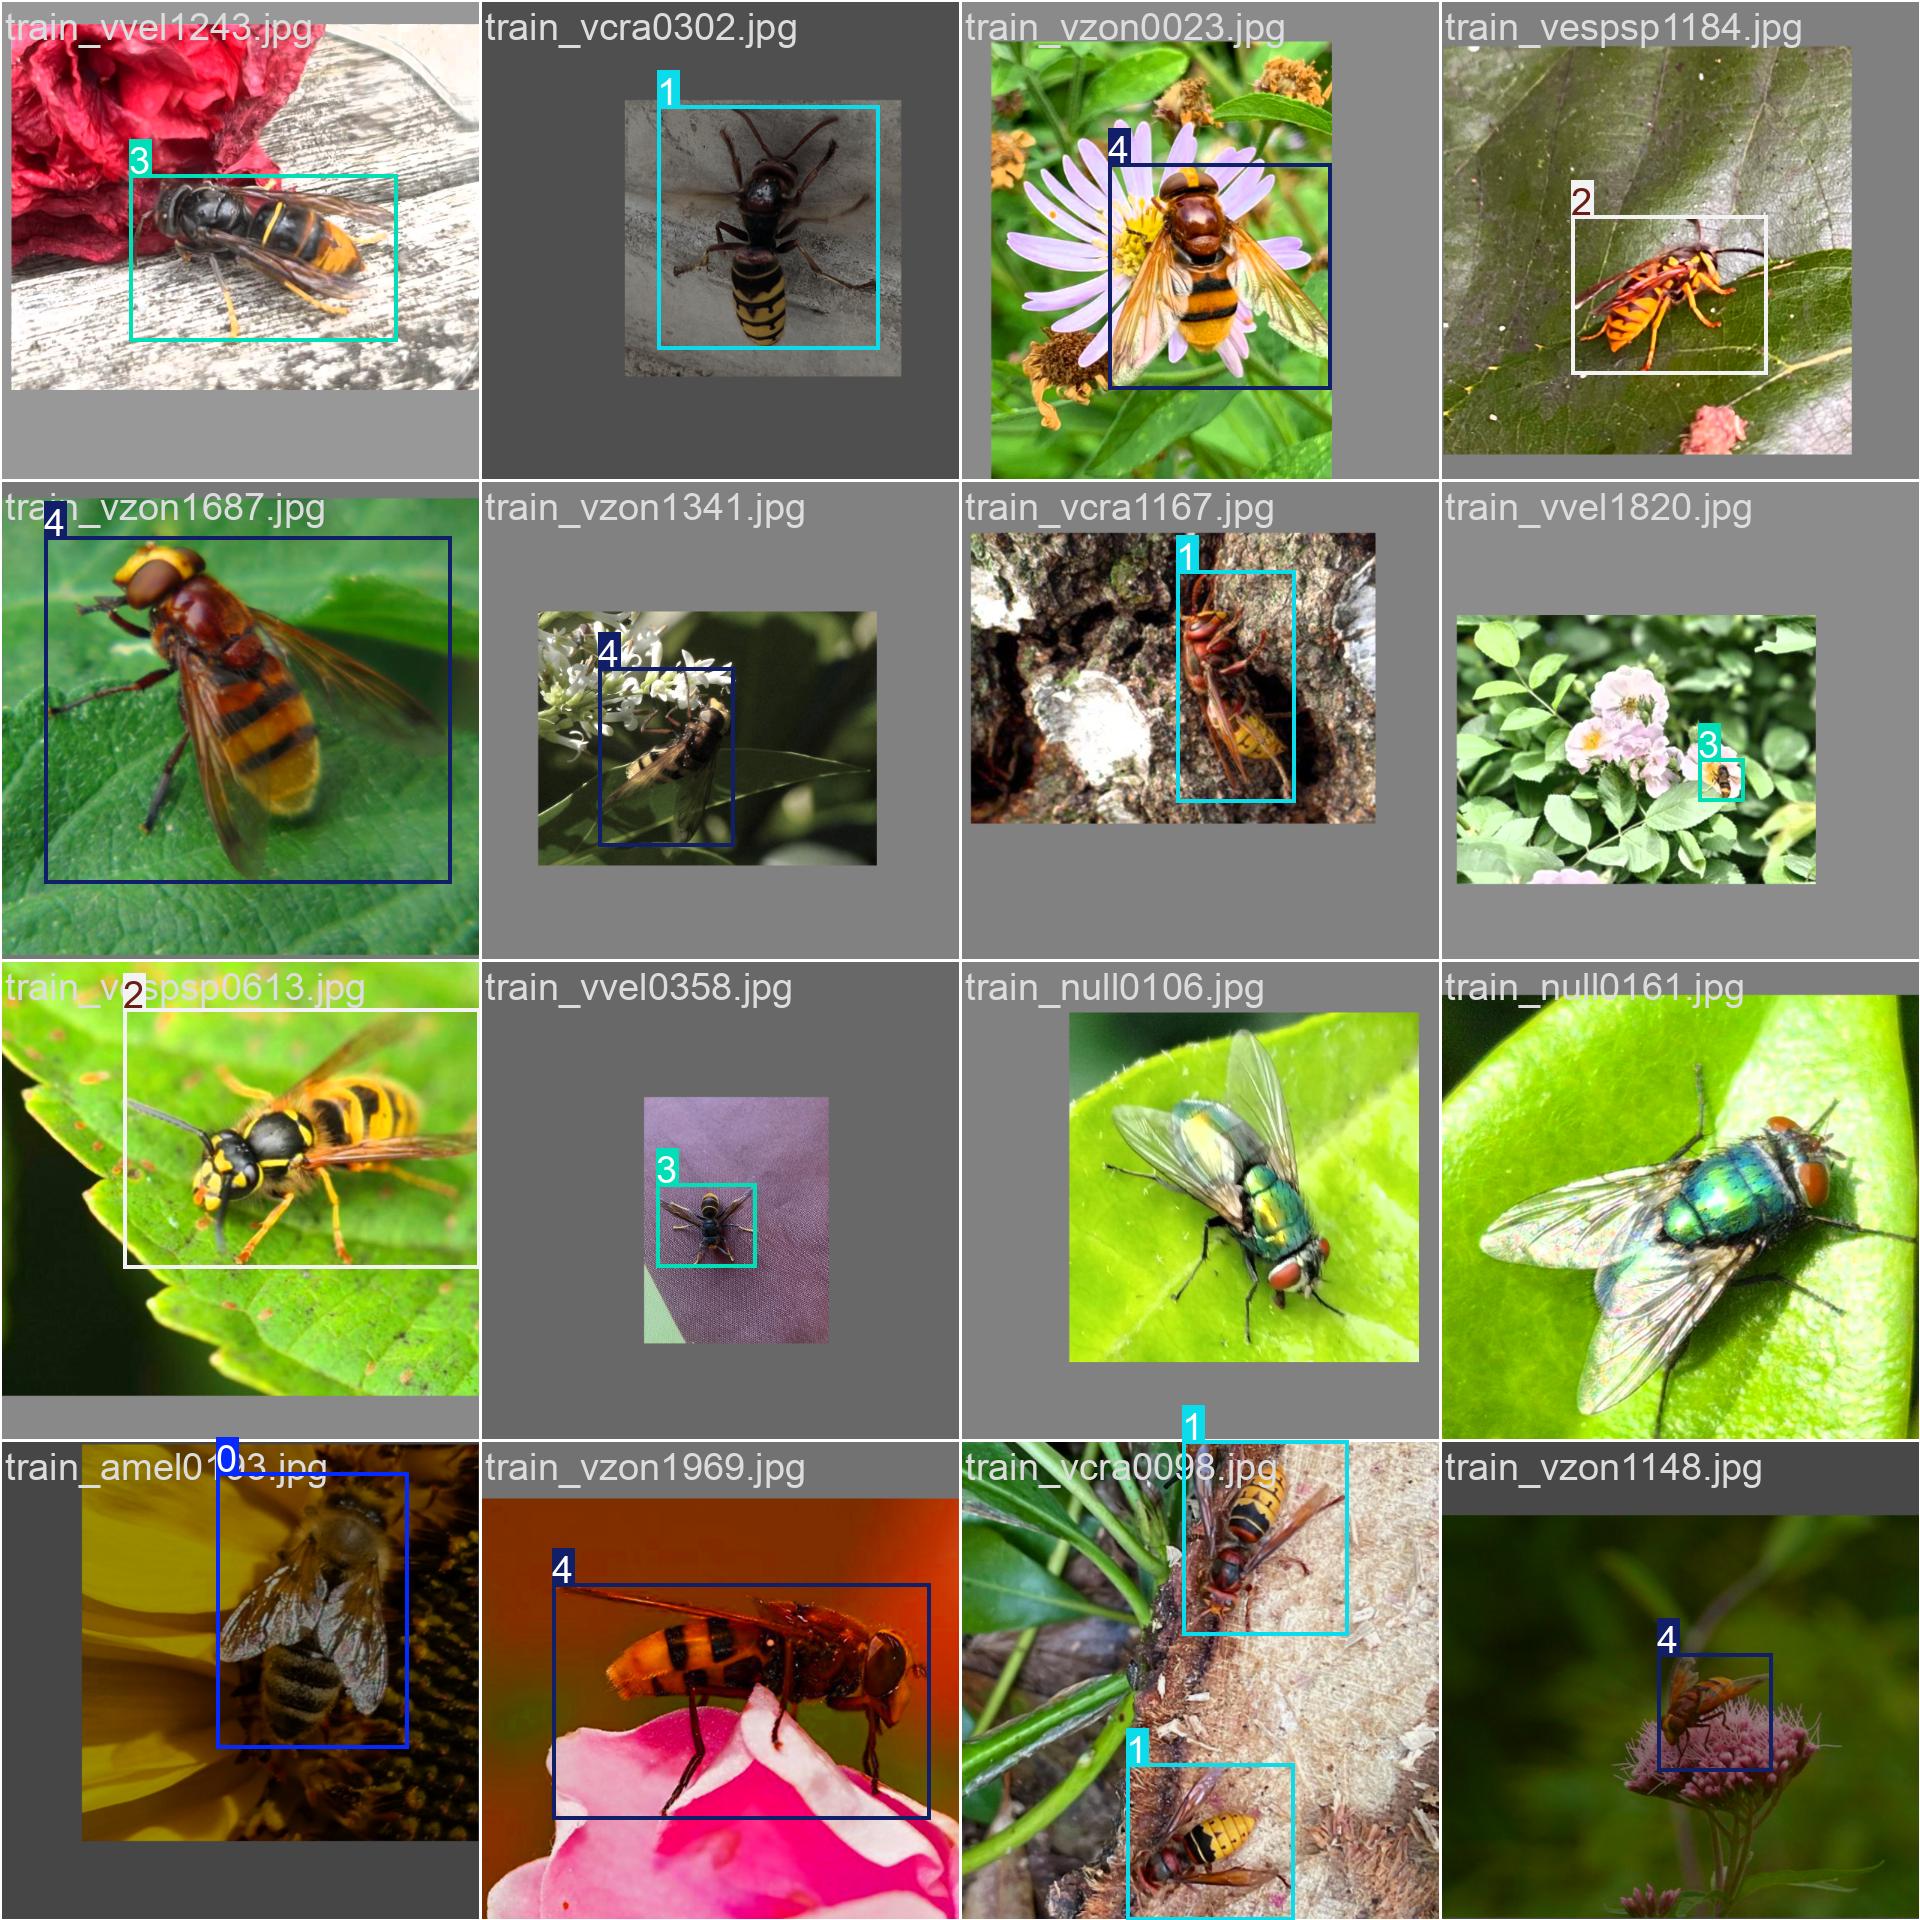 train_vvel1243.jpg
3
train_vcra0302.jpg
1
train_vzon0023.jpg
4
train_vespsp1184.jpg
2
train_vzon1687.jpg
4
train_vzon1341.jpg
4
train_vcra1167.jpg
1
train_vvel1820.jpg
3
train_vespsp0613.jpg
2
train_vvel0358.jpg
3
train_null0106.jpg
train_null0161.jpg
train_amel0193.jpg
0
train_vzon1969.jpg
4
train_vcra0098.jpg
1
1
train_vzon1148.jpg
4